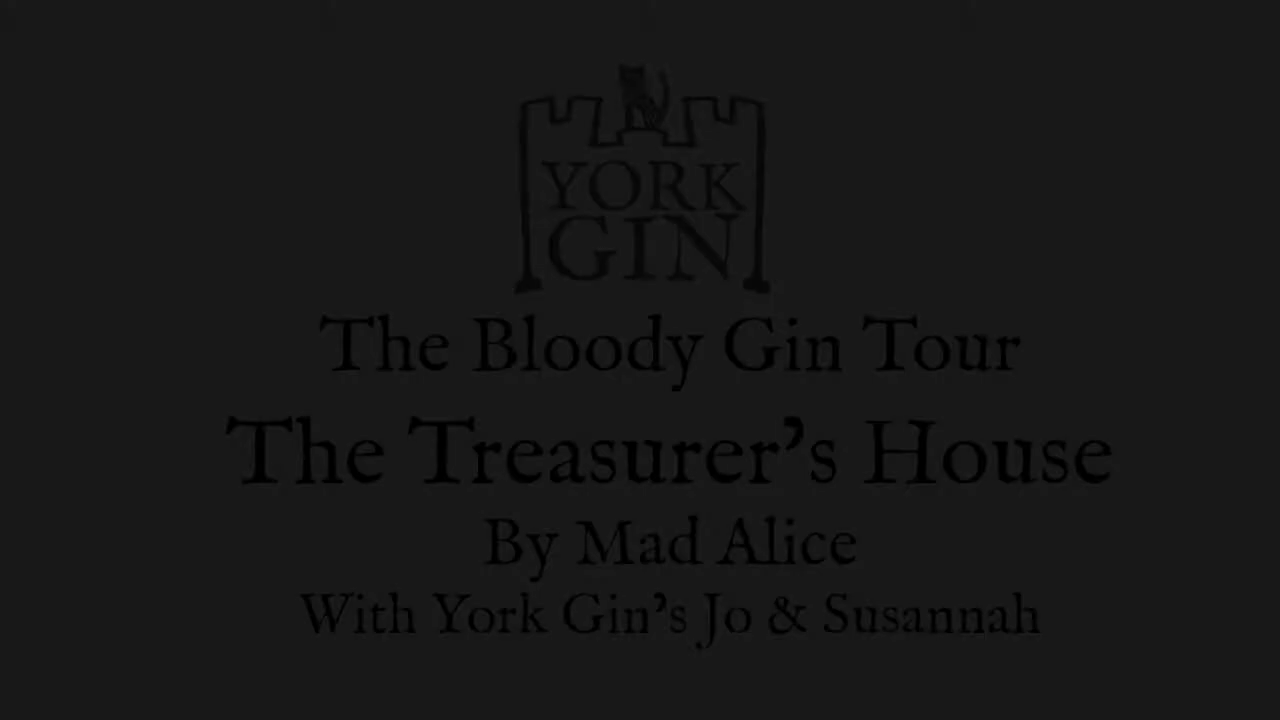 YORK
GIN
The Bloody Gin Tour
The Treasurer's House
By Mad Alice
With York Gin's Jo & Susannah